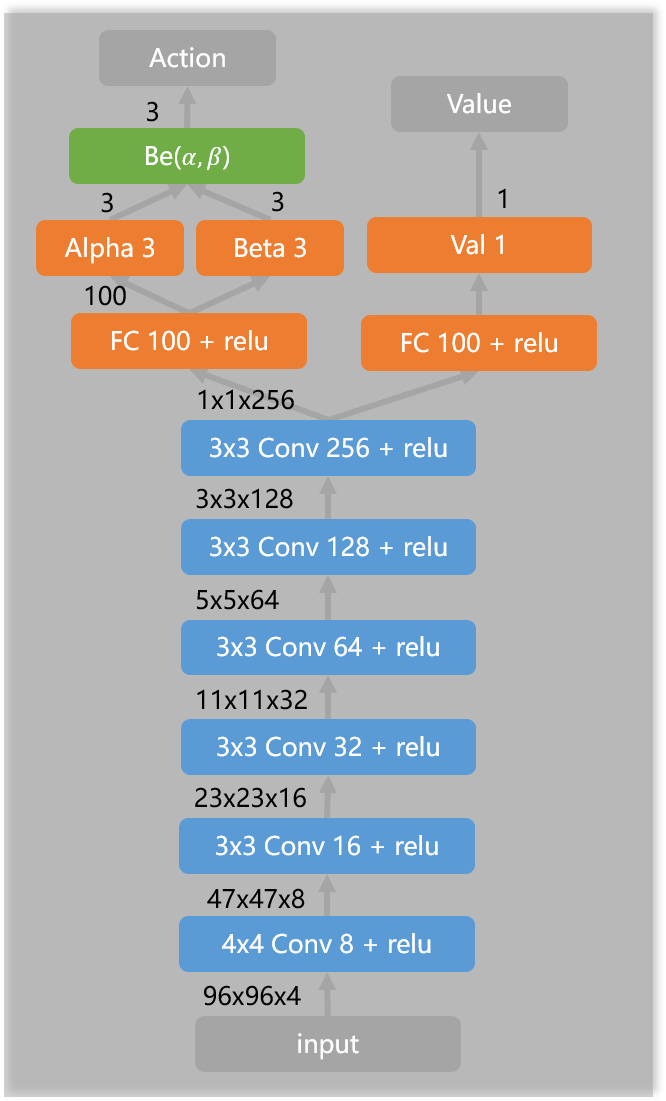 Action
Value
3
Be(α, β)
3
3
1
Alpha 3
Beta 3
Val 1
100
FC 100 + relu
FC 100 + relu
1x1x256
3x3 Conv 256 + relu
3x3x128
3x3 Conv 128 + relu
5x5x64
3x3 Conv 64 + relu
11x11x32
3x3 Conv 32 + relu
23x23x16
3x3 Conv 16 + relu
47x47x8
4x4 Conv 8 + relu
96x96x4
input